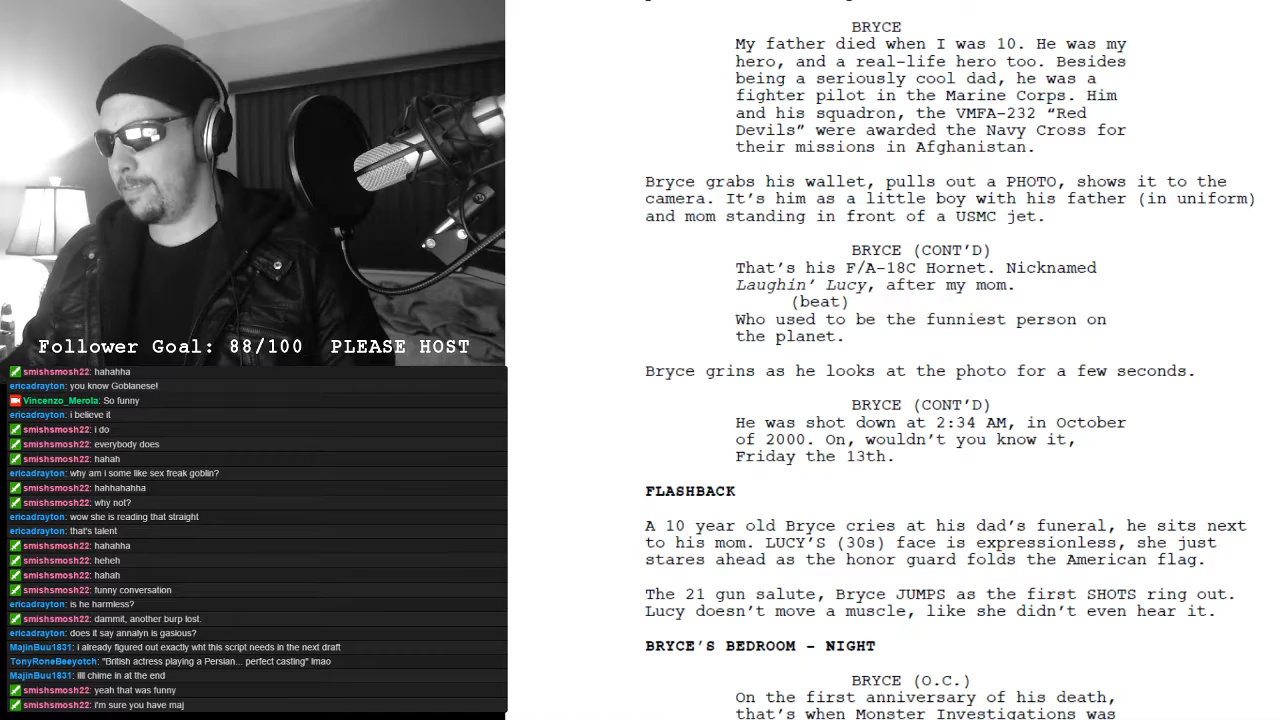 Follower Goal: 88/100 PLEASE HOST
smishsmosh22: hahahha
ericadrayton: you know Goblanese!
Vincenzo_Merola: So funny
ericadrayton: i believe it
smishsmosh22: i do
smishsmosh22: everybody does
smishsmosh22: hahah
ericadrayton: why am i some like sex freak goblin?
smishsmosh22: hahhahahha
smishsmosh22: why not?
ericadrayton: wow she is reading that straight
ericadrayton: that's talent
smishsmosh22: hahahha
smishsmosh22: heheh
smishsmosh22: hahah
smishsmosh22: funny conversation
ericadrayton: is he harmless?
smishsmosh22: dammit, another burp lost.
ericadrayton: does it say annalyn is gasious?
MajinBuu1831: i already figured out exactly wht this script needs in the next draft
TonyRoneBeeyotch: "British actress playing a Persian... perfect casting" lmao
MajinBuu1831: illl chime in at the end
smishsmosh22: yeah that was funny
smishsmosh22: i'm sure you have maj
BRYCE
My father died when I was 10. He was my
hero, and a real-life hero too. Besides
being a seriously cool dad, he was a
fighter pilot in the Marine Corps. Him
and his squadron, the VMFA-232 “Red
Devils” were awarded the Navy Cross for
their missions in Afghanistan.
Bryce grabs his wallet, pulls out a PHOTO, shows it to the
camera. It’s him as a little boy with his father (in uniform)
and mom standing in front of a USMC jet.
BRYCE (CONT’D)
That’s his F/A-18C Hornet. Nicknamed
Laughin’ Lucy, after my mom.
(beat)
Who used to be the funniest person on
the planet.
Bryce grins as he looks at the photo for a few seconds.
BRYCE (CONT’D)
He was shot down at 2:34 AM, in October
of 2000. On, wouldn’t you know it,
Friday the 13th.
FLASHBACK
A 10 year old Bryce cries at his dad’s funeral, he sits next
to his mom. LUCY’S (30s) face is expressionless, she just
stares ahead as the honor guard folds the American flag.
The 21 gun salute, Bryce JUMPS as the first SHOTS ring out.
Lucy doesn’t move a muscle, like she didn’t even hear it.
BRYCE’S BEDROOM - NIGHT
BRYCE (O.C.)
On the first anniversary of his death,
that’s when Monster Investigations was